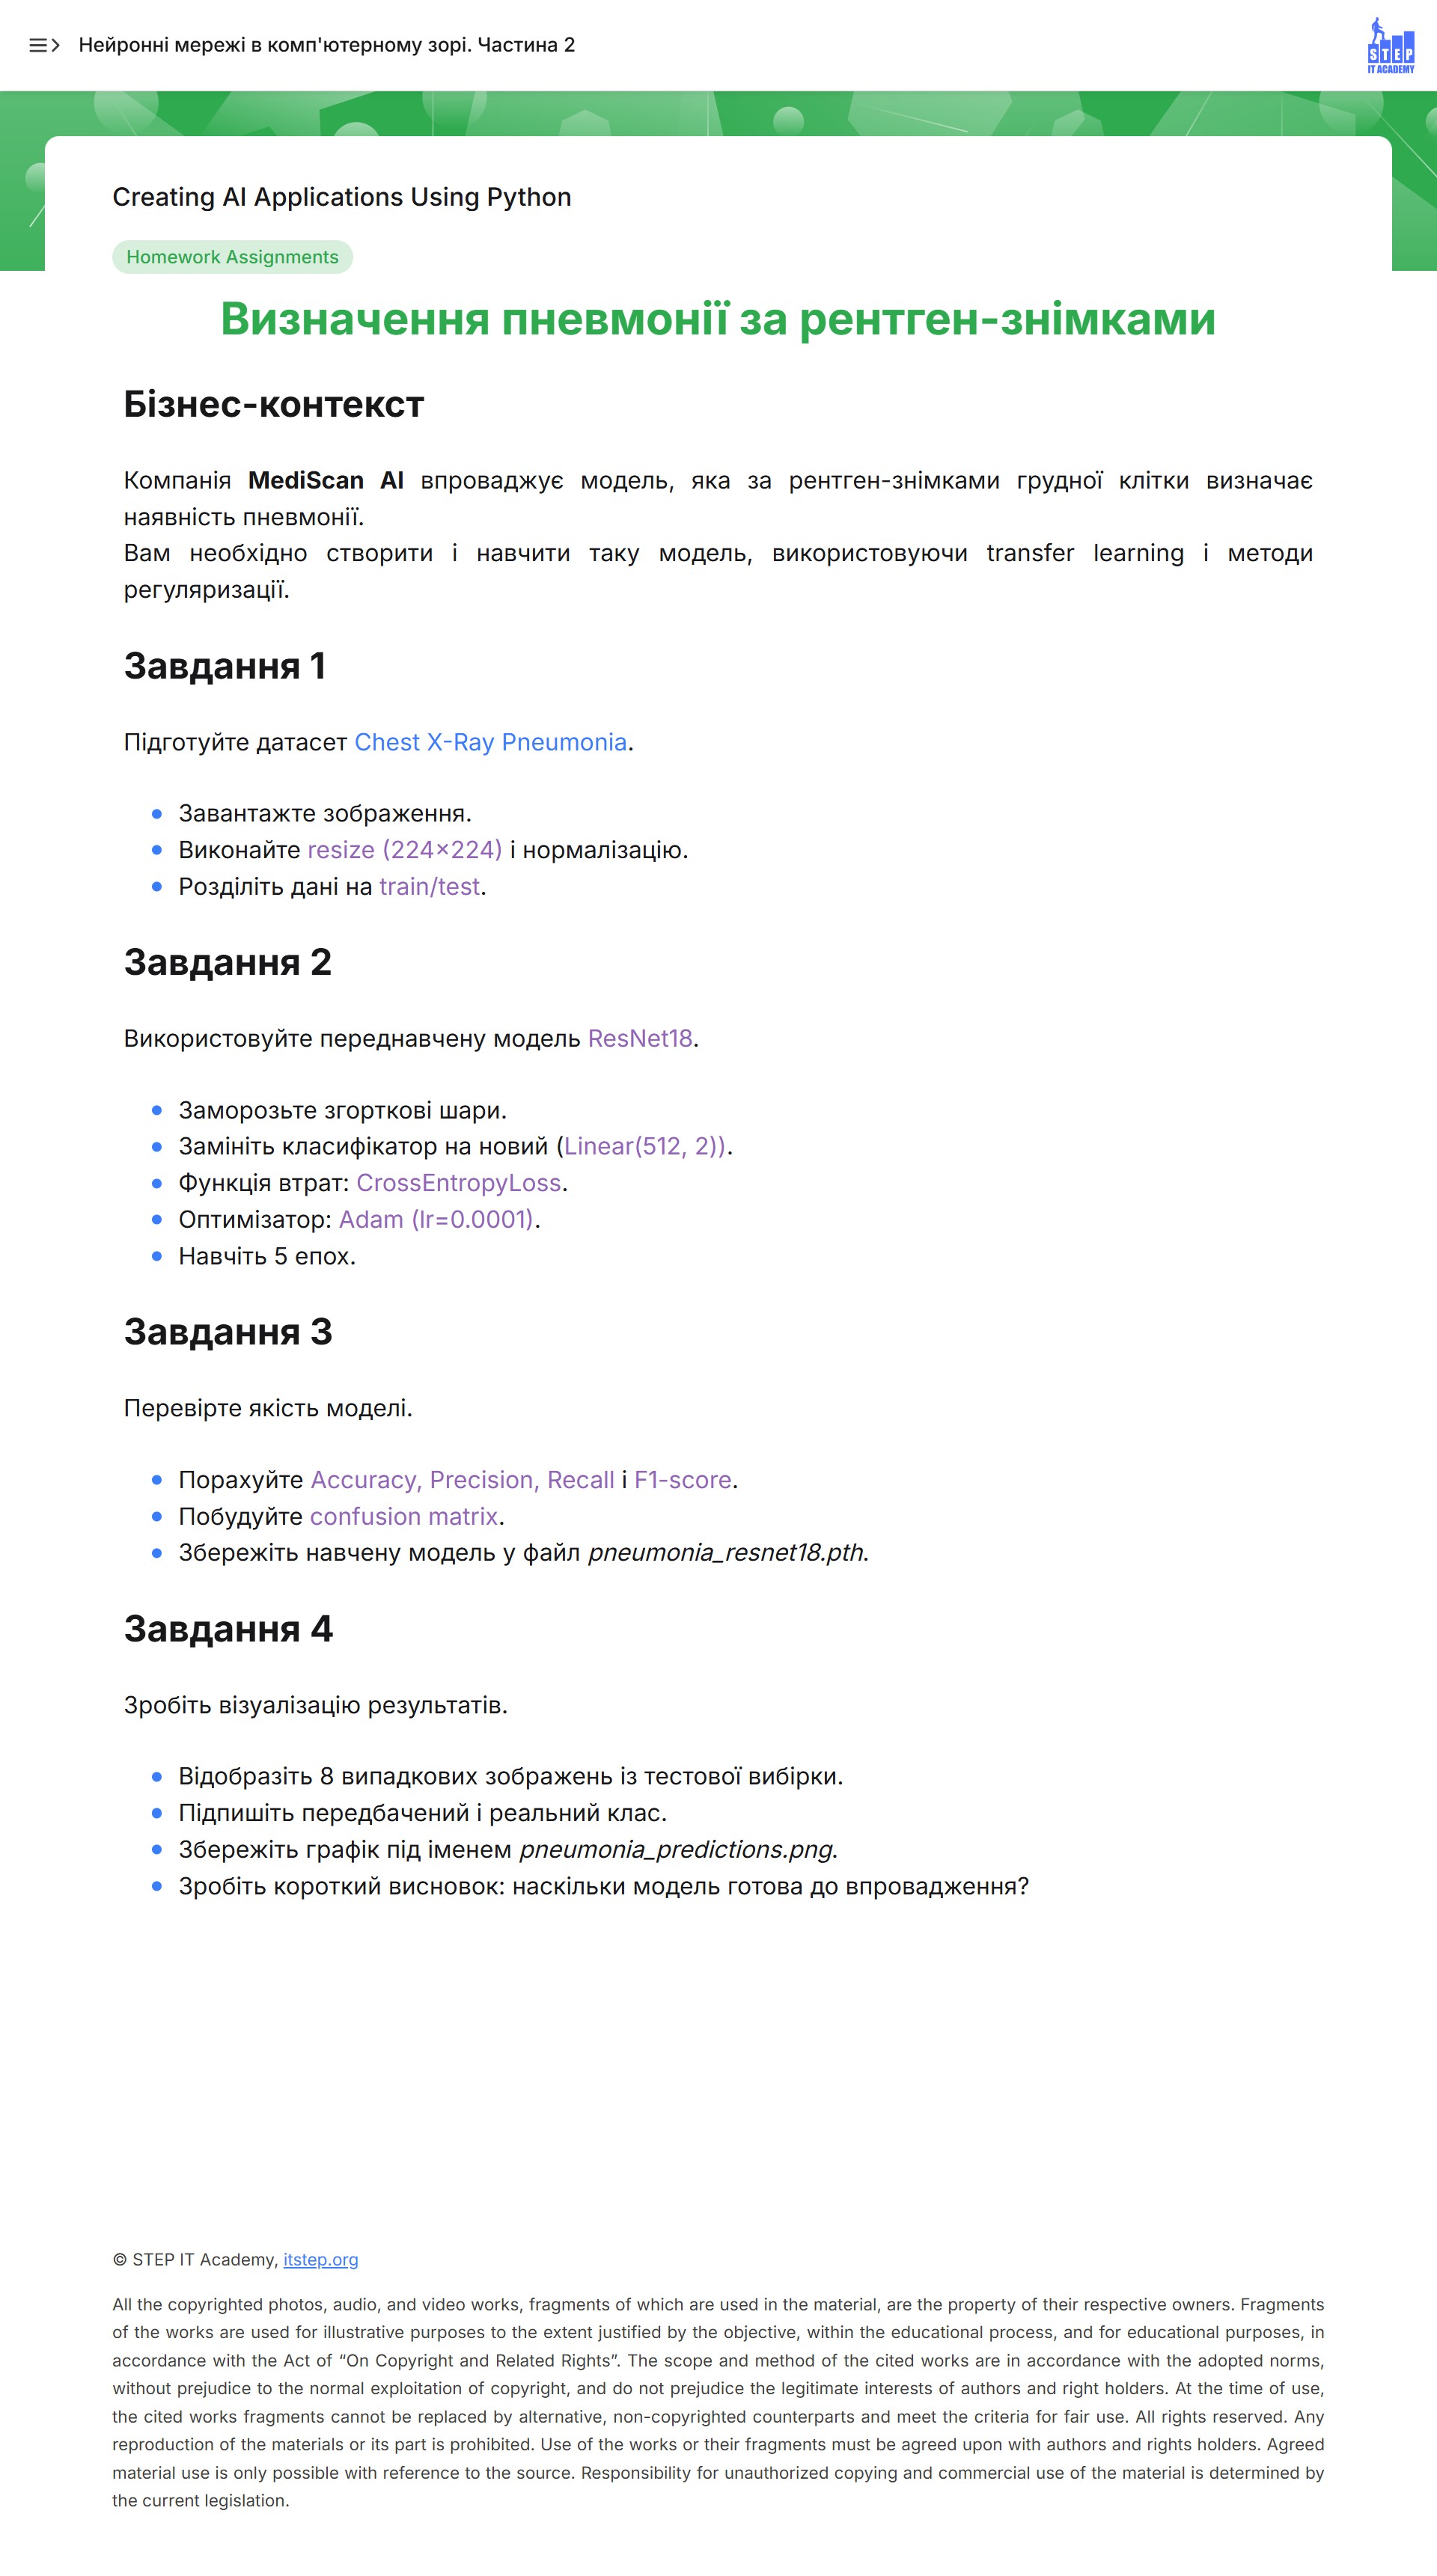 Нейронні мережі в комп'ютерному зорі. Частина 2
STEP
IT ACADEMY
Creating AI Applications Using Python
Homework Assignments
Визначення пневмонії за рентген-знімками
Бізнес-контекст
Компанія MediScan AI впроваджує модель, яка за рентген-знімками грудної клітки визначає
наявність пневмонії.
Вам необхідно створити і навчити таку модель, використовуючи transfer learning і методи
регуляризації.
Завдання 1
Підготуйте датасет Chest X-Ray Pneumonia.
Завантажте зображення.
Виконайте resize (224×224) і нормалізацію.
Розділіть дані на train/test.
Завдання 2
Використовуйте переднавчену модель ResNet18.
Заморозьте згорткові шари.
Замініть класифікатор на новий (Linear(512, 2)).
Функція втрат: CrossEntropyLoss.
Оптимізатор: Adam (lr=0.0001).
Навчіть 5 епох.
Завдання 3
Перевірте якість моделі.
Порахуйте Accuracy, Precision, Recall і F1-score.
Побудуйте confusion matrix.
Збережіть навчену модель у файл pneumonia_resnet18.pth.
Завдання 4
Зробіть візуалізацію результатів.
Відобразіть 8 випадкових зображень із тестової вибірки.
Підпишіть передбачений і реальний клас.
Збережіть графік під іменем pneumonia_predictions.png.
Зробіть короткий висновок: наскільки модель готова до впровадження?
© STEP IT Academy, itstep.org
All the copyrighted photos, audio, and video works, fragments of which are used in the material, are the property of their respective owners. Fragments
of the works are used for illustrative purposes to the extent justified by the objective, within the educational process, and for educational purposes, in
accordance with the Act of “On Copyright and Related Rights”. The scope and method of the cited works are in accordance with the adopted norms,
without prejudice to the normal exploitation of copyright, and do not prejudice the legitimate interests of authors and right holders. At the time of use,
the cited works fragments cannot be replaced by alternative, non-copyrighted counterparts and meet the criteria for fair use. All rights reserved. Any
reproduction of the materials or its part is prohibited. Use of the works or their fragments must be agreed upon with authors and rights holders. Agreed
material use is only possible with reference to the source. Responsibility for unauthorized copying and commercial use of the material is determined by
the current legislation.